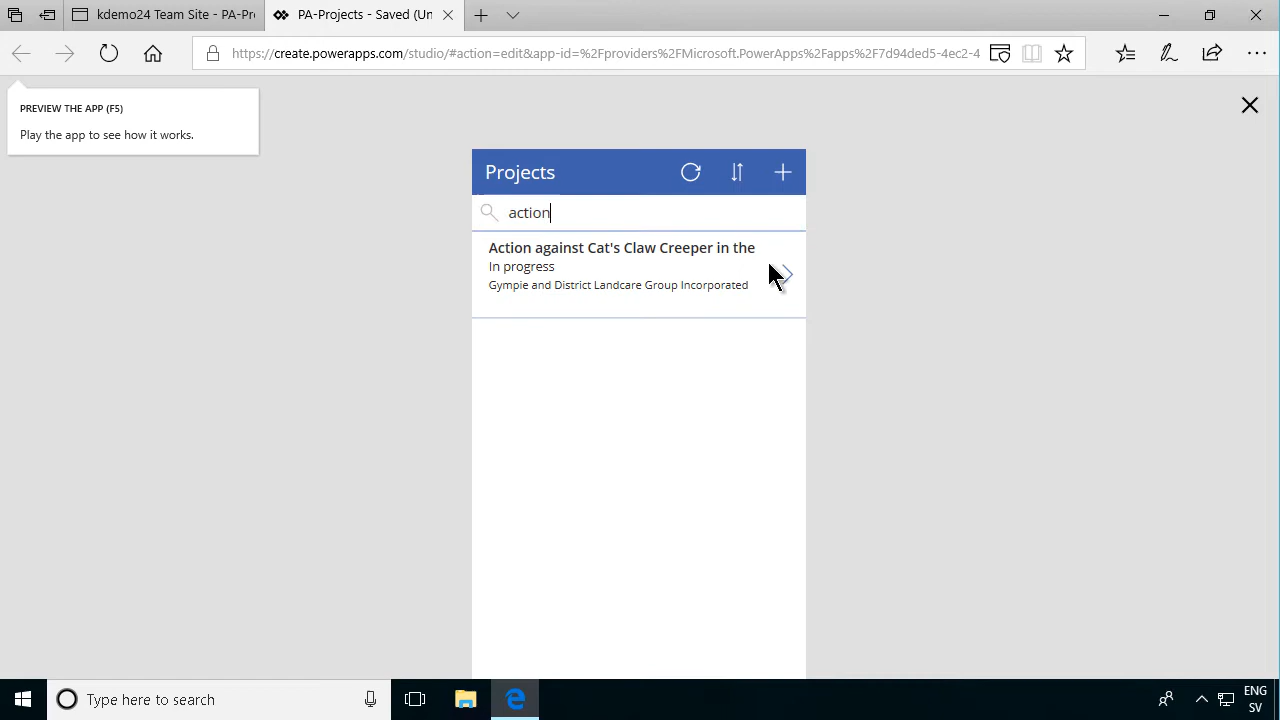 kdemo24 Team Site - PA-Pr
PA-Projects - Saved (Un
https://create.powerapps.com/studio/#action=edit&app-id=%2Fproviders%2FMicrosoft.PowerApps%2Fapps%2F7d94ded5-4ec2-4
PREVIEW THE APP (F5)
Play the app to see how it works.
Projects
action
Action against Cat's Claw Creeper in the
In progress
Gympie and District Landcare Group Incorporated
Type here to search
ENG
SV